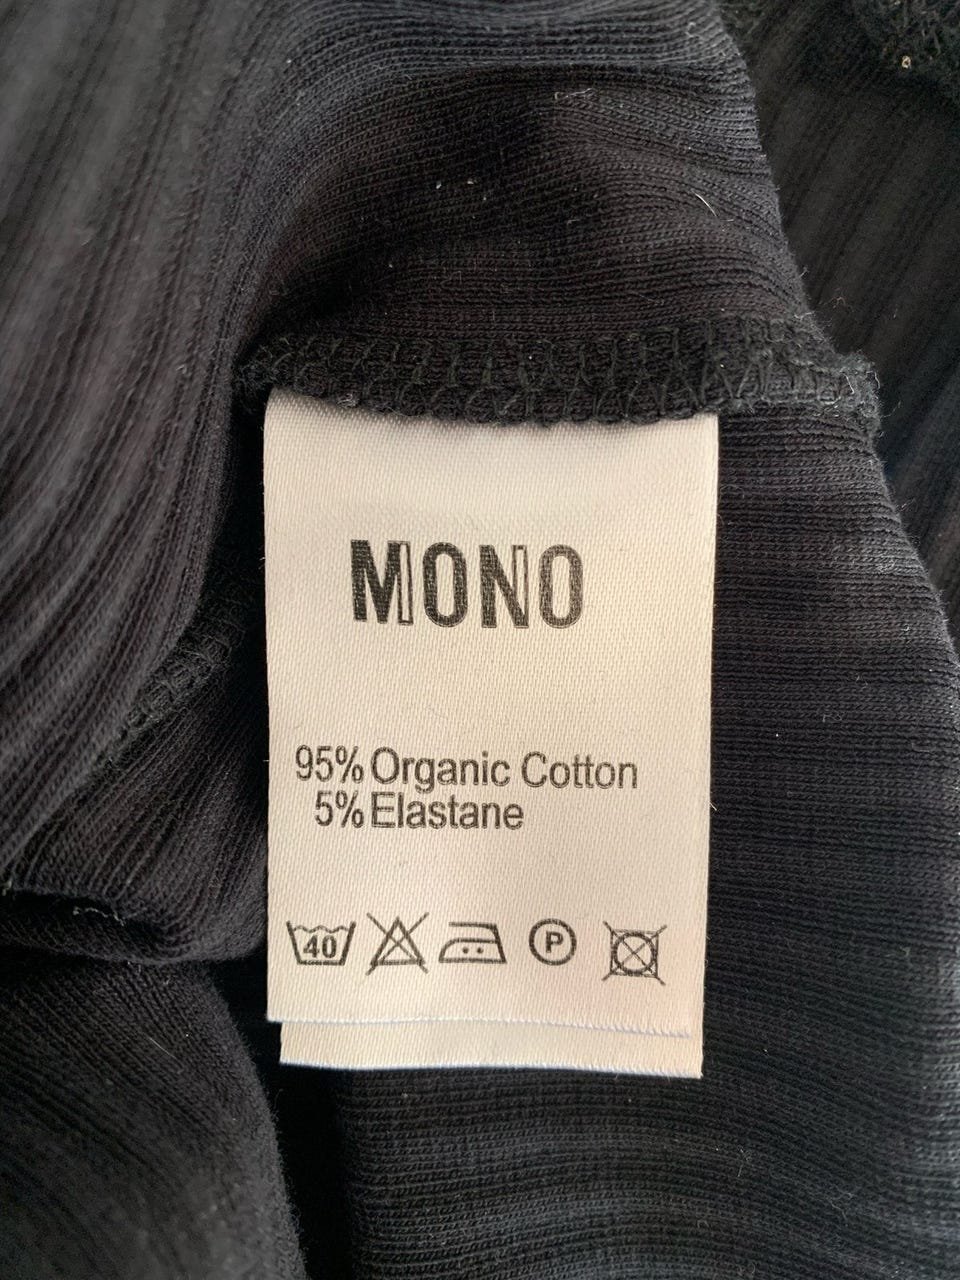 MONO
95% Organic Cotton
5% Elastane
40 P